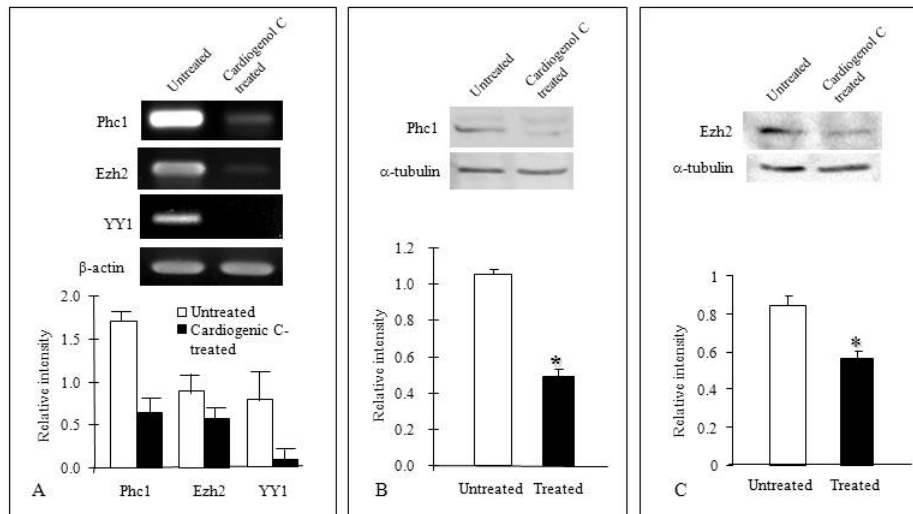 Untreated
Cardiogenol C
treated
Phc1
Ezh2
YY1
β-actin
2.0
1.5
1.0
0.5
0.0
Relative intensity
Untreated
Cardiogenic C-
treated
Phc1
Ezh2
YY1
A
Untreated
Cardiogenol C
treated
Phc1
α-tubulin
1.2
1.0
0.8
0.6
0.4
0.2
0.0
Relative intensity
*
Untreated
Treated
B
Untreated
Cardiogenol C
treated
Ezh2
α-tubulin
1
0.8
0.6
0.4
0.2
0
Relative intensity
*
Untreated
Treated
C